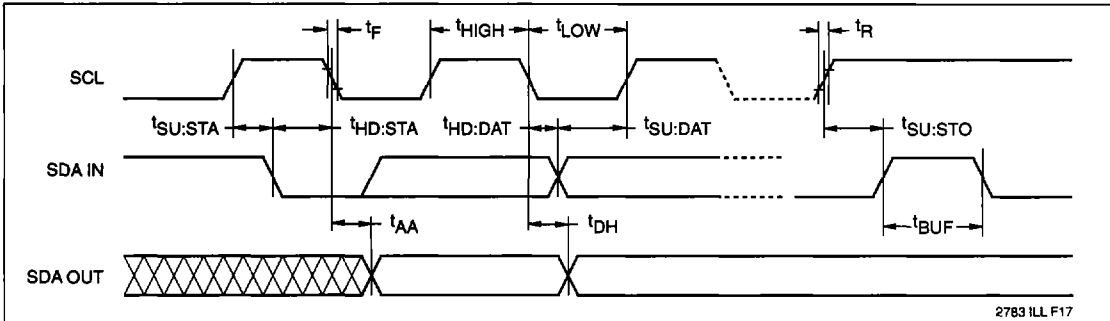 tF tHIGH tLOW tR
SCL
tSU:STA tHD:STA tHD:DAT tSU:DAT tSU:STO
SDA IN
tAA tDH tBUF
SDA OUT
2783 ILL F17